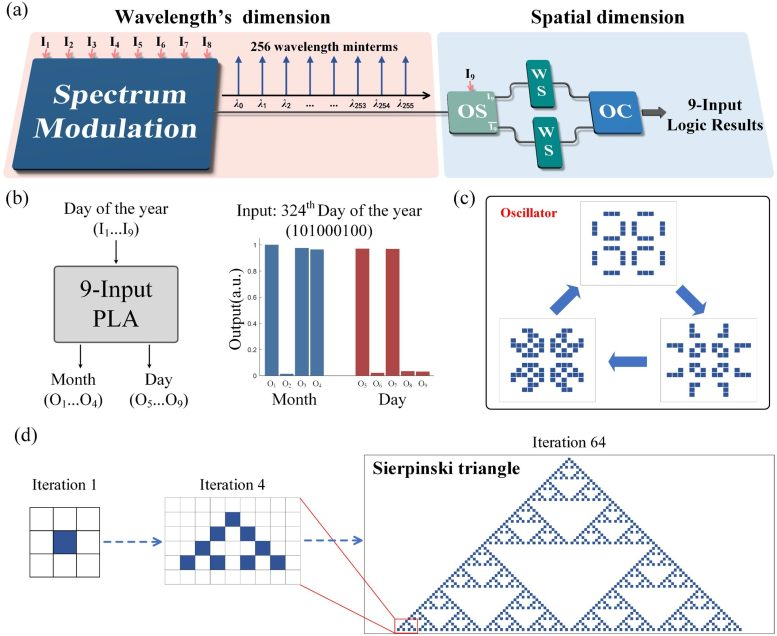 (a)
Wavelength's dimension
Spatial dimension
I1 I2 I3 I4 I5 I6 I7 I8
256 wavelength minterms
Spectrum
Modulation
λ0 λ1 λ2 ... ... λ253 λ254 λ255
I9
OS
I9
WS
WS
OC
9-Input
Logic Results
(b)
Day of the year
(I1...I9)
9-Input
PLA
Month
(O1...O4)
Day
(O5...O9)
Input: 324th Day of the year
(101000100)
Output(a.u.)
1
0.8
0.6
0.4
0.2
0
O1 O2 O3 O4 O5 O6 O7 O8 O9
Month
Day
(c)
Oscillator
(d)
Iteration 1
Iteration 4
Iteration 64
Sierpinski triangle